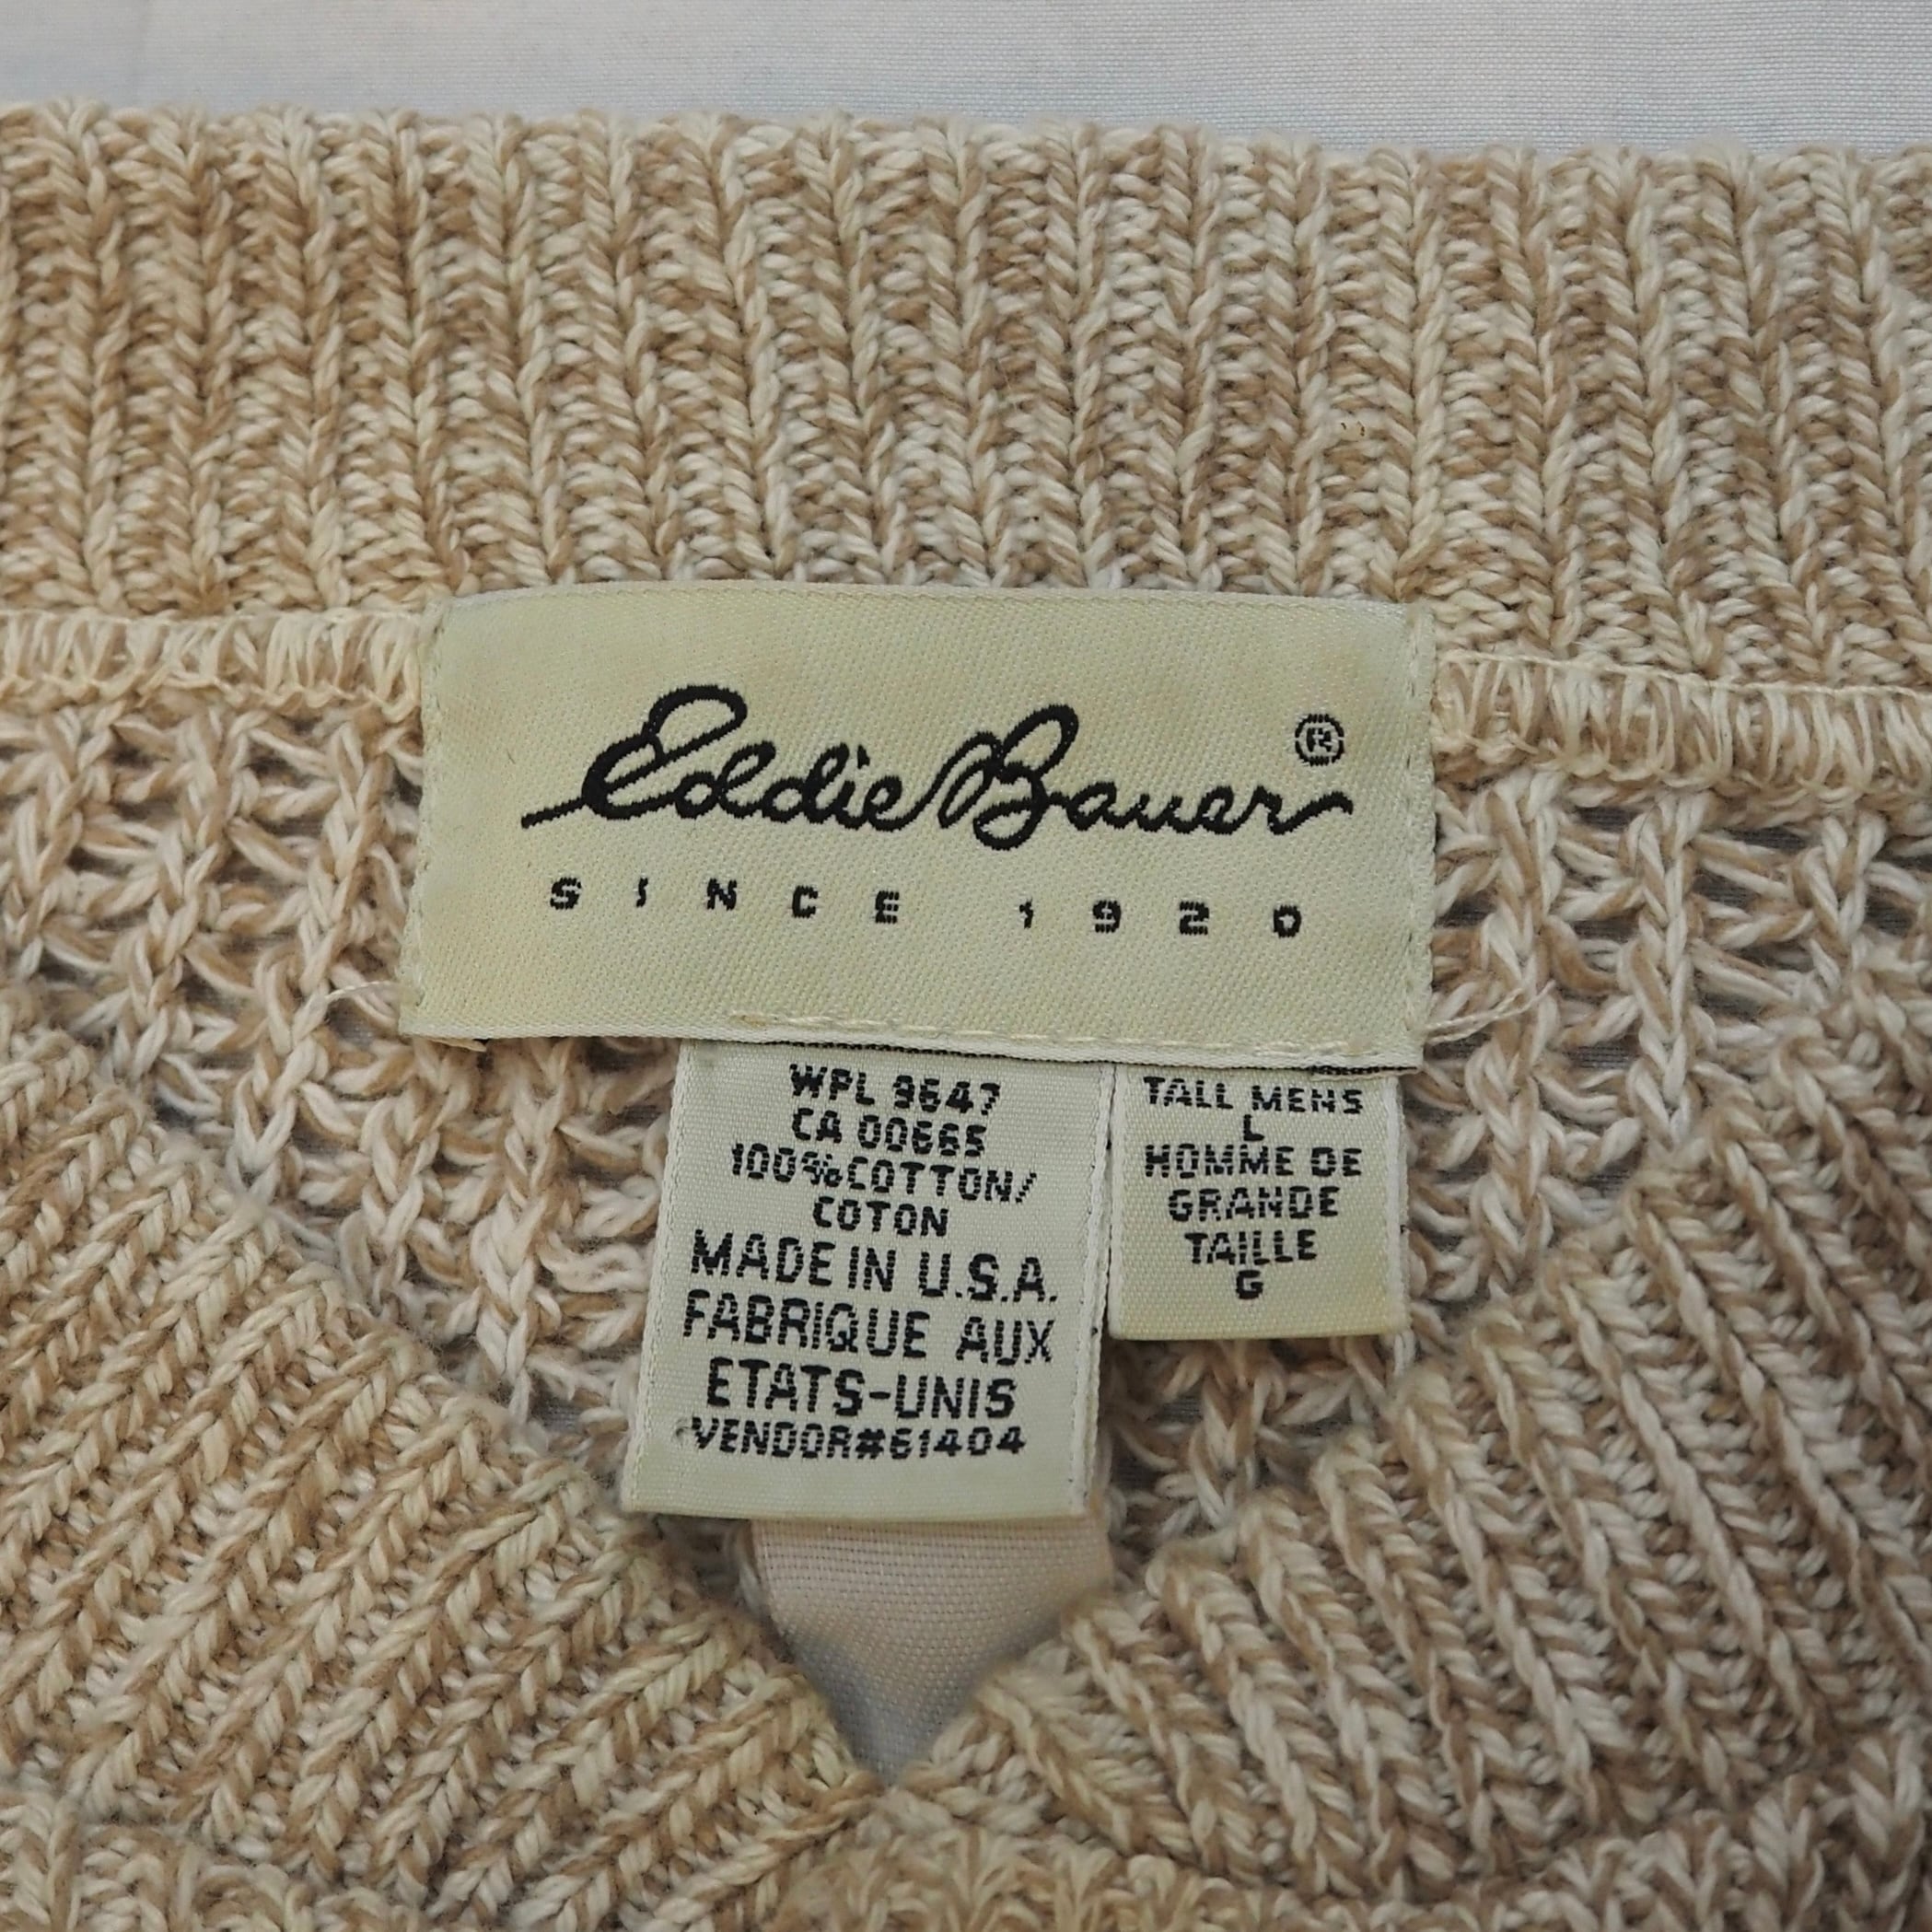 Eddie Bauer®
SINCE 1920
WPL 9647
CA 00665
100%COTTON/
COTON
MADE IN U.S.A.
FABRIQUE AUX
ETATS-UNIS
VENDOR#61404
TALL MENS
L
HOMME DE
GRANDE
TAILLE
G